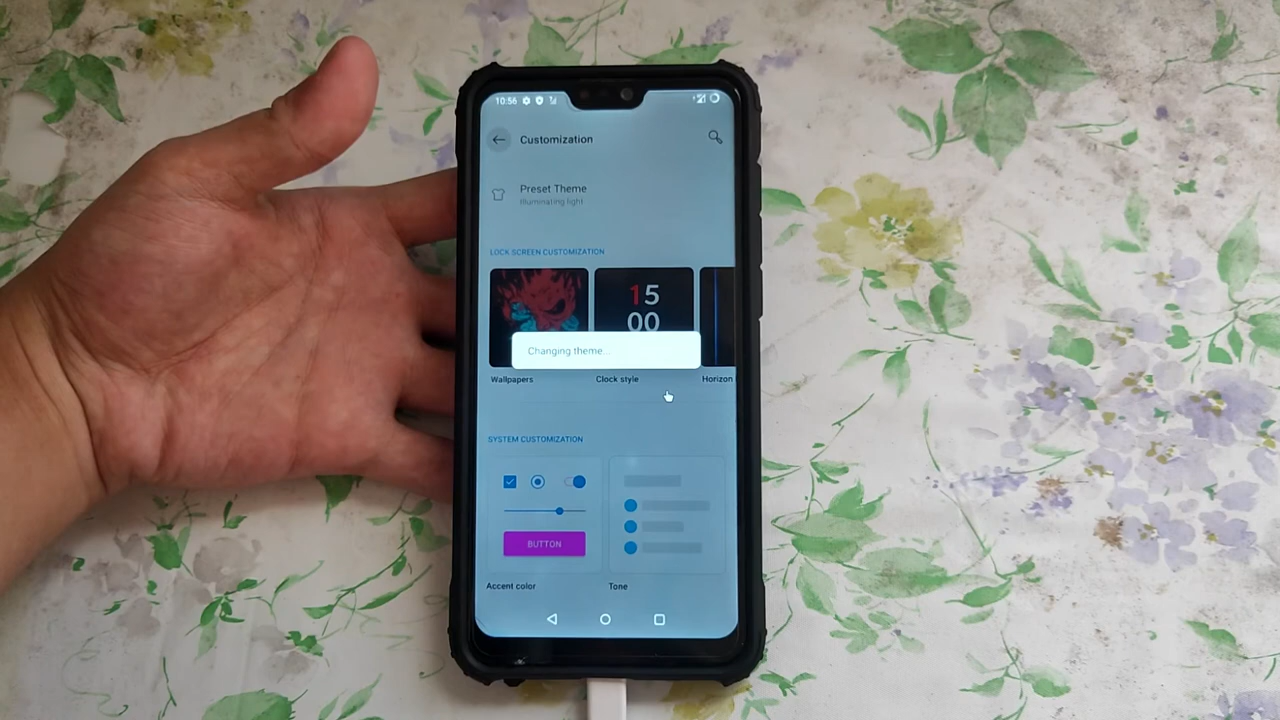 10:56
Customization
Preset Theme
Illuminating light
LOCK SCREEN CUSTOMIZATION
15
00
Changing theme...
Wallpapers
Clock style
Horizon
SYSTEM CUSTOMIZATION
BUTTON
Accent color
Tone